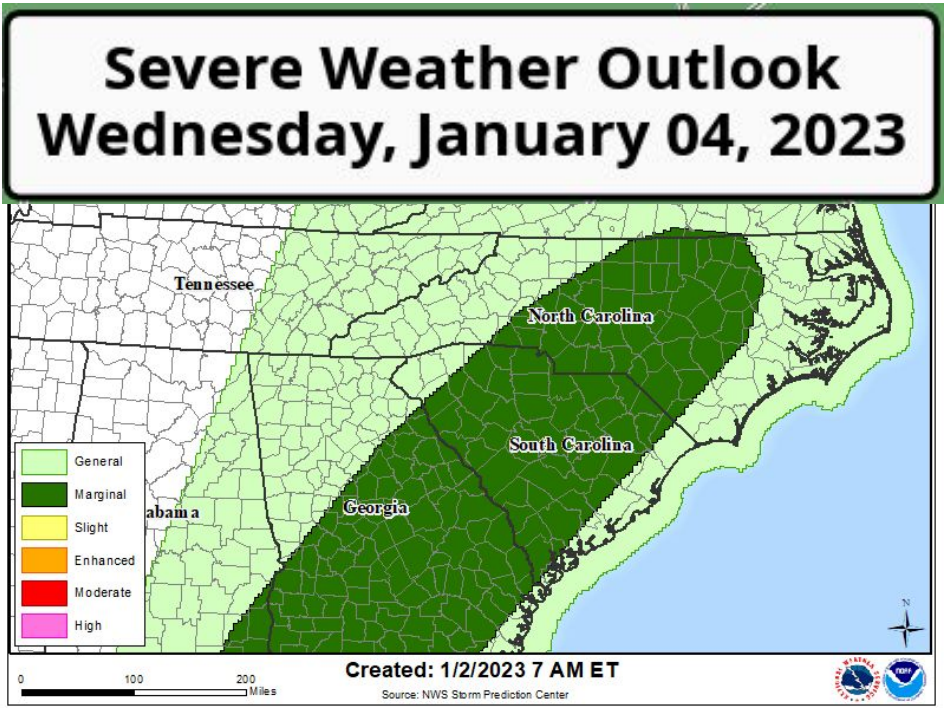 Severe Weather Outlook
Wednesday, January 04, 2023
Tennessee
North Carolina
South Carolina
Georgia
abama
General
Marginal
Slight
Enhanced
Moderate
High
N
0 100 200
Miles
Created: 1/2/2023 7 AM ET
Source: NWS Storm Prediction Center
NOAA